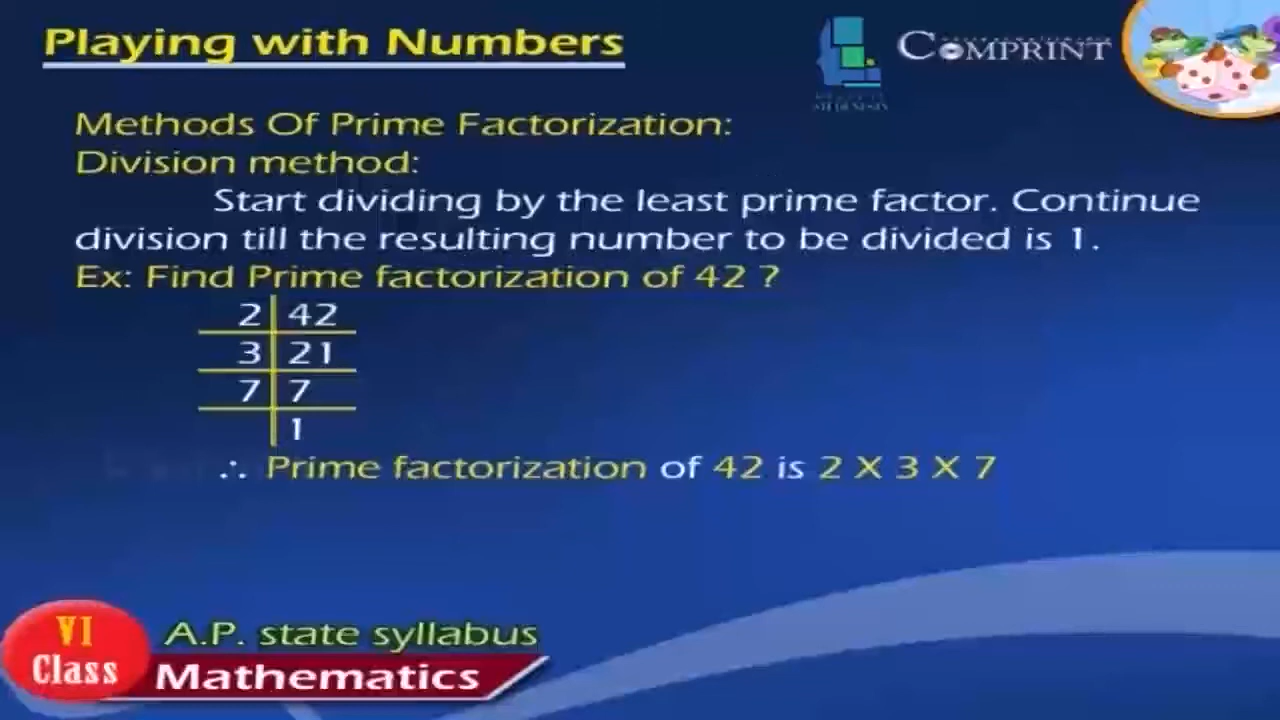 Playing with Numbers
COMPRINT
Methods Of Prime Factorization:
Division method:
Start dividing by the least prime factor. Continue
division till the resulting number to be divided is 1.
Ex: Find Prime factorization of 42 ?
2 42
3 21
7 7
1
∴ Prime factorization of 42 is 2 X 3 X 7
VI
Class
A.P. state syllabus
Mathematics